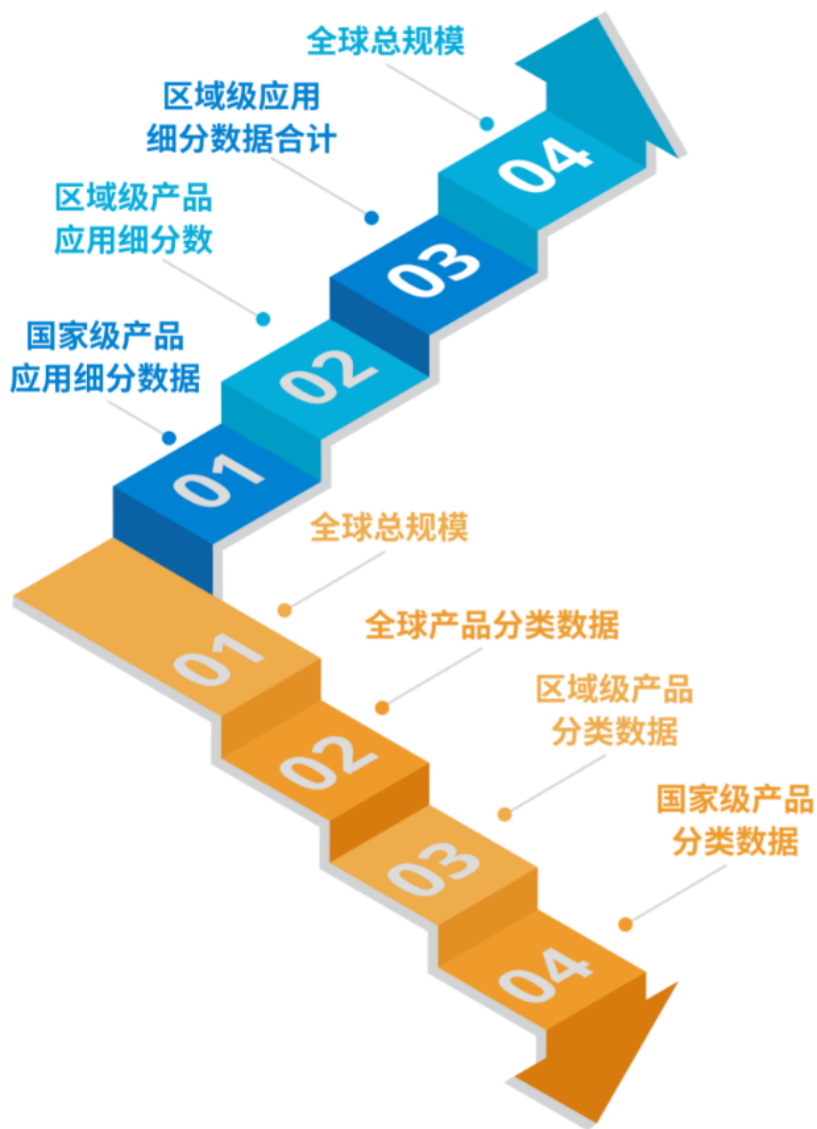 全球总规模
区域级应用
细分数据合计
04
区域级产品
应用细分数
03
国家级产品
应用细分数据
02
01
全球总规模
01
全球产品分类数据
区域级产品
分类数据
02
国家级产品
分类数据
03
04